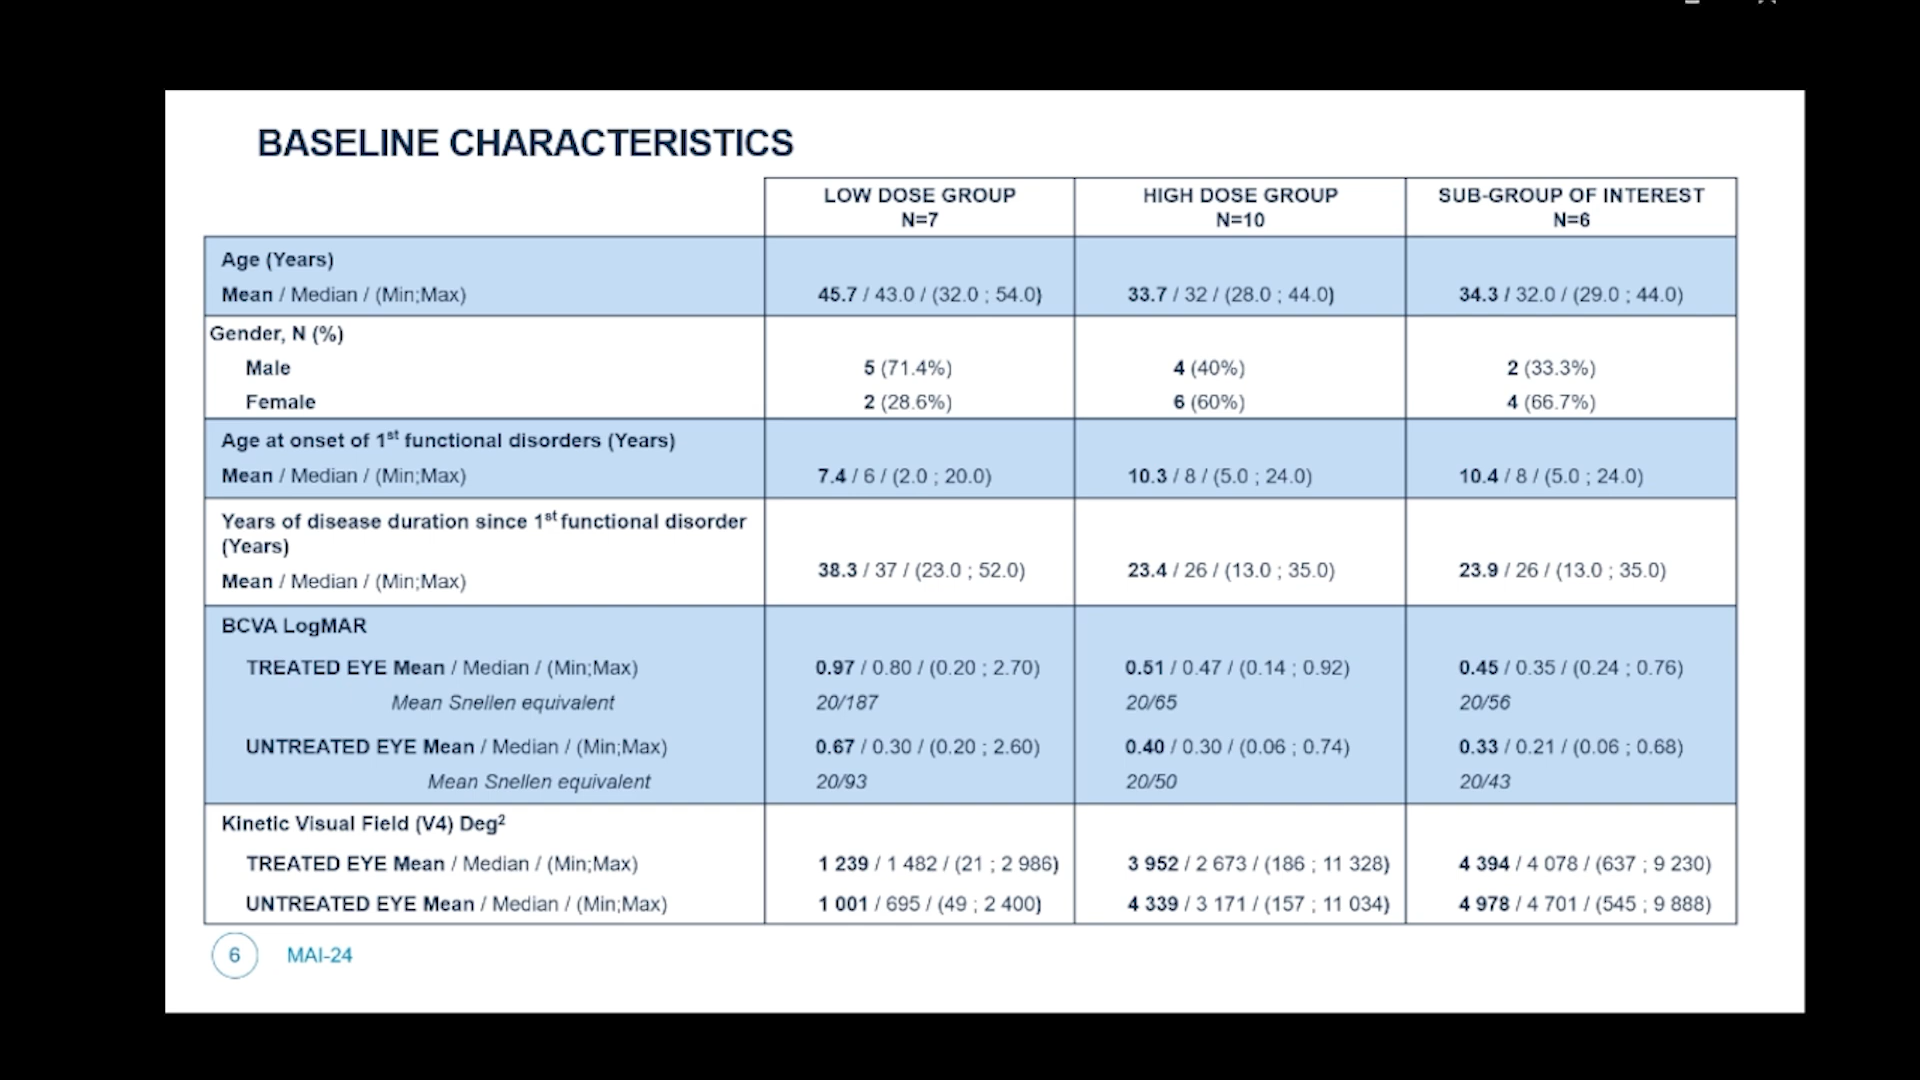 BASELINE CHARACTERISTICS
LOW DOSE GROUP N=7 HIGH DOSE GROUP N=10 SUB-GROUP OF INTEREST N=6
Age (Years)
Mean / Median / (Min;Max) 45.7 / 43.0 / (32.0 ; 54.0) 33.7 / 32 / (28.0 ; 44.0) 34.3 / 32.0 / (29.0 ; 44.0)
Gender, N (%)
Male 5 (71.4%) 4 (40%) 2 (33.3%)
Female 2 (28.6%) 6 (60%) 4 (66.7%)
Age at onset of 1st functional disorders (Years)
Mean / Median / (Min;Max) 7.4 / 6 / (2.0 ; 20.0) 10.3 / 8 / (5.0 ; 24.0) 10.4 / 8 / (5.0 ; 24.0)
Years of disease duration since 1st functional disorder
(Years)
Mean / Median / (Min;Max) 38.3 / 37 / (23.0 ; 52.0) 23.4 / 26 / (13.0 ; 35.0) 23.9 / 26 / (13.0 ; 35.0)
BCVA LogMAR
TREATED EYE Mean / Median / (Min;Max) 0.97 / 0.80 / (0.20 ; 2.70) 0.51 / 0.47 / (0.14 ; 0.92) 0.45 / 0.35 / (0.24 ; 0.76)
Mean Snellen equivalent 20/187 20/65 20/56
UNTREATED EYE Mean / Median / (Min;Max) 0.67 / 0.30 / (0.20 ; 2.60) 0.40 / 0.30 / (0.06 ; 0.74) 0.33 / 0.21 / (0.06 ; 0.68)
Mean Snellen equivalent 20/93 20/50 20/43
Kinetic Visual Field (V4) Deg²
TREATED EYE Mean / Median / (Min;Max) 1 239 / 1 482 / (21 ; 2 986) 3 952 / 2 673 / (186 ; 11 328) 4 394 / 4 078 / (637 ; 9 230)
UNTREATED EYE Mean / Median / (Min;Max) 1 001 / 695 / (49 ; 2 400) 4 339 / 3 171 / (157 ; 11 034) 4 978 / 4 701 / (545 ; 9 888)
6 MAI-24